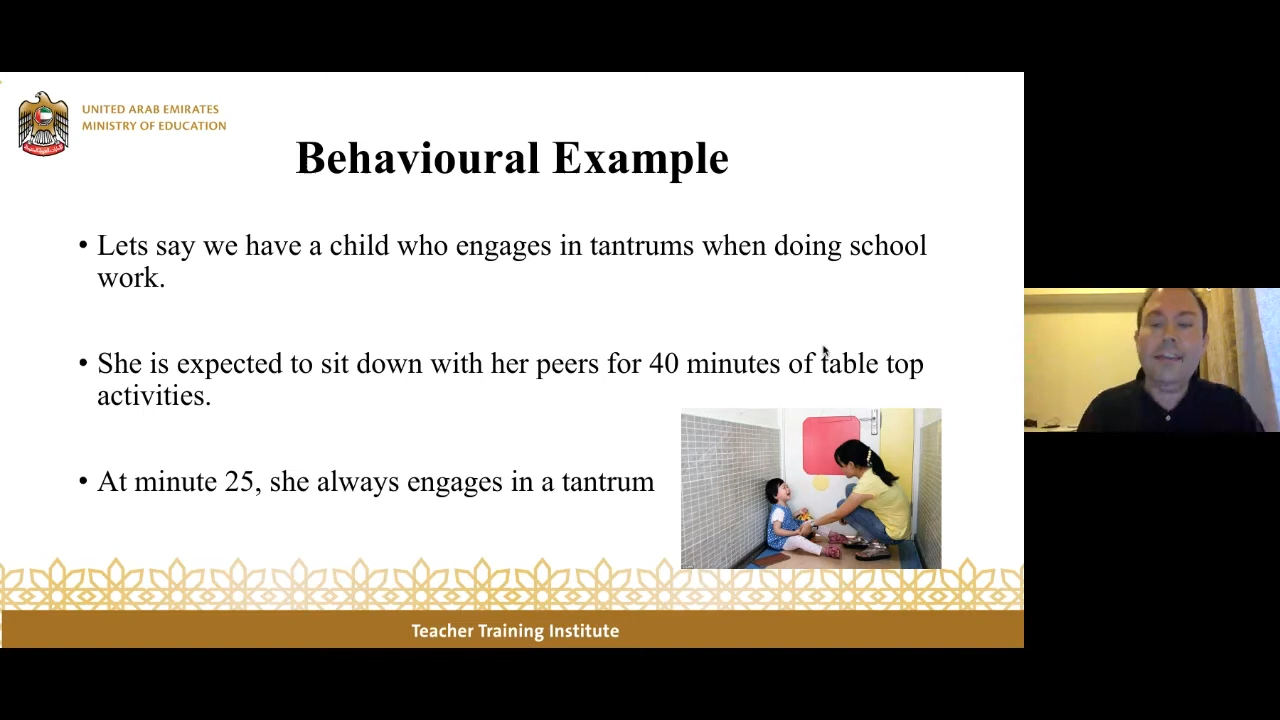 UNITED ARAB EMIRATES
MINISTRY OF EDUCATION
Behavioural Example
• Lets say we have a child who engages in tantrums when doing school
work.
• She is expected to sit down with her peers for 40 minutes of table top
activities.
• At minute 25, she always engages in a tantrum
Teacher Training Institute